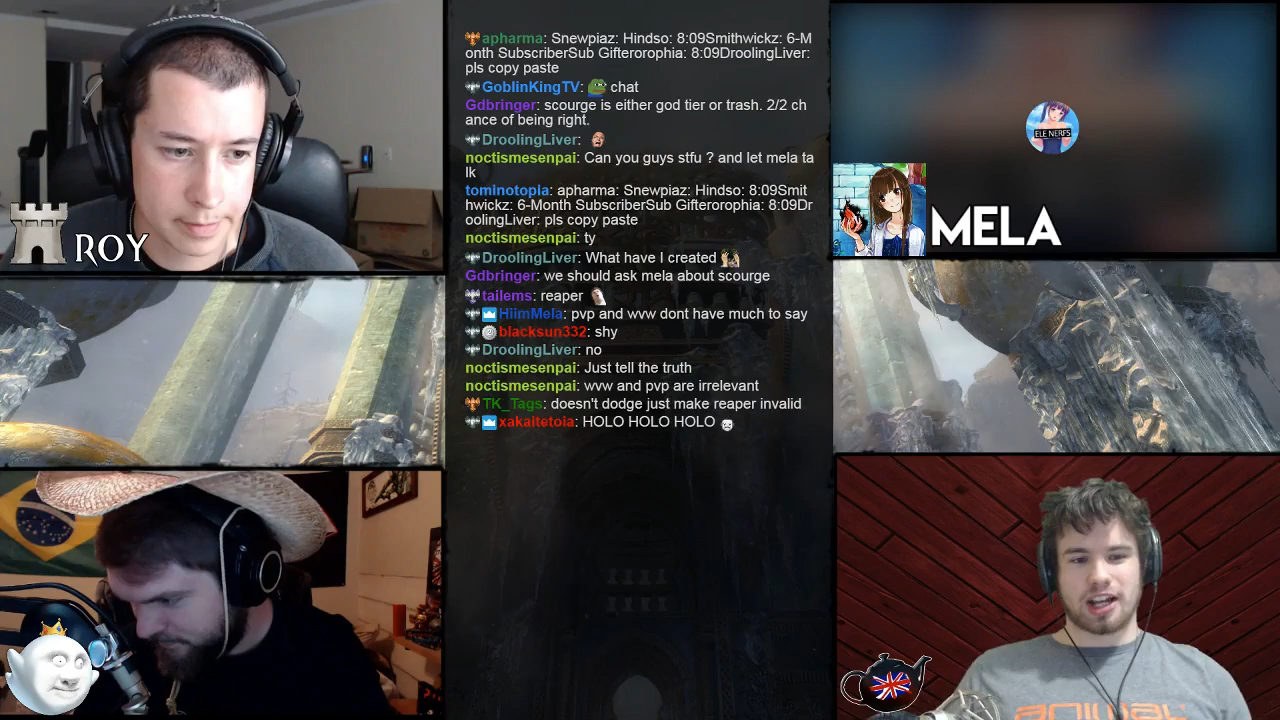 ROY
apharma: Snewpiaz: Hindso: 8:09Smithwickz: 6-M
onth SubscriberSub Gifterorophia: 8:09DroolingLiver:
pls copy paste
GoblinKingTV: chat
Gdbringer: scourge is either god tier or trash. 2/2 ch
ance of being right.
DroolingLiver:
noctismesenpai: Can you guys stfu ? and let mela ta
lk
tominotopia: apharma: Snewpiaz: Hindso: 8:09Smit
hwickz: 6-Month SubscriberSub Gifterorophia: 8:09Dr
oolingLiver: pls copy paste
noctismesenpai: ty
DroolingLiver: What have I created
Gdbringer: we should ask mela about scourge
tailems: reaper
HiimMela: pvp and wvw dont have much to say
blacksun332: shy
DroolingLiver: no
noctismesenpai: Just tell the truth
noctismesenpai: wvw and pvp are irrelevant
TK_Tags: doesn't dodge just make reaper invalid
xakaitetoia: HOLO HOLO HOLO
ELE NERFS
MELA